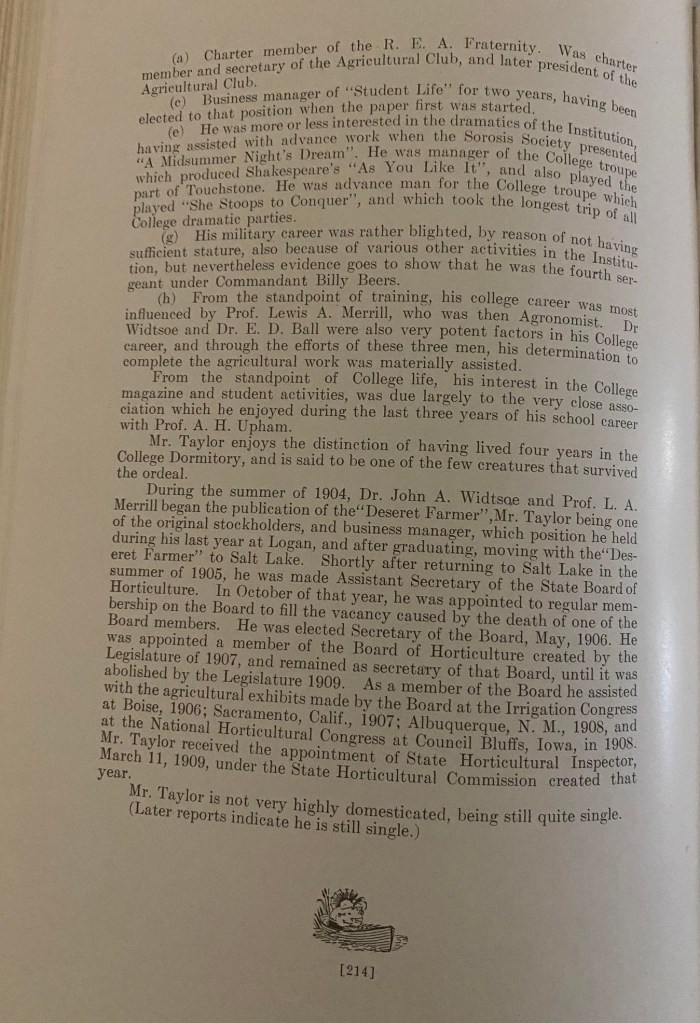 (a) Charter member of the R. E. A. Fraternity. Was charter
member and secretary of the Agricultural Club, and later president of the
Agricultural Club.
(c) Business manager of "Student Life" for two years, having been
elected to that position when the paper first was started.
(e) He was more or less interested in the dramatics of the Institution,
having assisted with advance work when the Sorosis Society presented
"A Midsummer Night's Dream". He was manager of the College troupe
which produced Shakespeare's "As You Like It", and also played the
part of Touchstone. He was advance man for the College troupe which
played "She Stoops to Conquer", and which took the longest trip of all
College dramatic parties.
(g) His military career was rather blighted, by reason of not having
sufficient stature, also because of various other activities in the Institu-
tion, but nevertheless evidence goes to show that he was the fourth ser-
geant under Commandant Billy Beers.
(h) From the standpoint of training, his college career was most
influenced by Prof. Lewis A. Merrill, who was then Agronomist. Dr
Widtsoe and Dr. E. D. Ball were also very potent factors in his College
career, and through the efforts of these three men, his determination to
complete the agricultural work was materially assisted.
From the standpoint of College life, his interest in the College
magazine and student activities, was due largely to the very close asso-
ciation which he enjoyed during the last three years of his school career
with Prof. A. H. Upham.
Mr. Taylor enjoys the distinction of having lived four years in the
College Dormitory, and is said to be one of the few creatures that survived
the ordeal.
During the summer of 1904, Dr. John A. Widtsoe and Prof. L. A.
Merrill began the publication of the "Deseret Farmer", Mr. Taylor being one
of the original stockholders, and business manager, which position he held
during his last year at Logan, and after graduating, moving with the "Des-
eret Farmer" to Salt Lake. Shortly after returning to Salt Lake in the
summer of 1905, he was made Assistant Secretary of the State Board of
Horticulture. In October of that year, he was appointed to regular mem-
bership on the Board to fill the vacancy caused by the death of one of the
Board members. He was elected Secretary of the Board, May, 1906. He
was appointed a member of the Board of Horticulture created by the
Legislature of 1907, and remained as secretary of that Board, until it was
abolished by the Legislature 1909. As a member of the Board he assisted
with the agricultural exhibits made by the Board at the Irrigation Congress
at Boise, 1906; Sacramento, Calif., 1907; Albuquerque, N. M., 1908, and
at the National Horticultural Congress at Council Bluffs, Iowa, in 1908.
Mr. Taylor received the appointment of State Horticultural Inspector,
March 11, 1909, under the State Horticultural Commission created that
year.
Mr. Taylor is not very highly domesticated, being still quite single.
(Later reports indicate he is still single.)
[214]